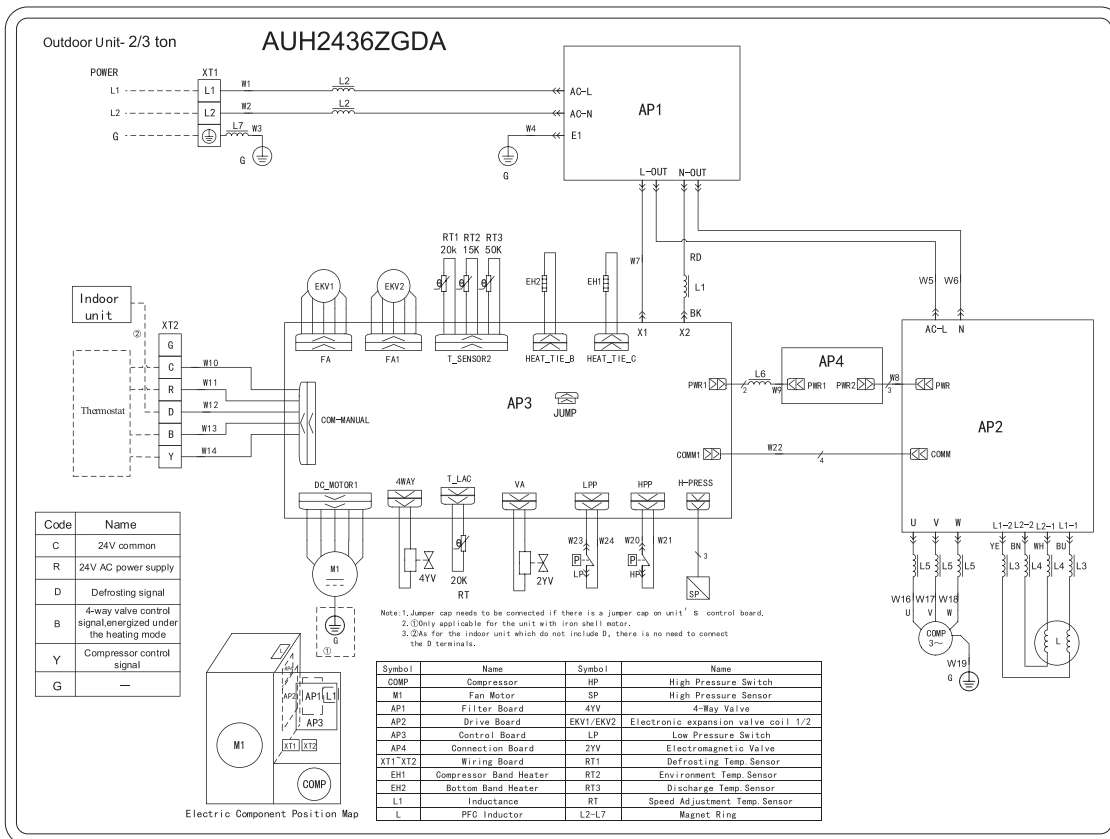 Outdoor Unit- 2/3 ton
AUH2436ZGDA
POWER
XT1
L1
L1
W1
L2
AC-L
L2
L2
W2
L2
AC-N
G
L7
W3
G
W4
E1
G
AP1
L-OUT
N-OUT
RT1 RT2 RT3
20k 15K 50K
θ θ θ
W7
RD
L1
BK
W5
W6
EKV1
EKV2
EH2
EH1
X1
X2
FA
FA1
T_SENSOR2
HEAT_TIE_B
HEAT_TIE_C
AC-L
N
Indoor
unit
②
XT2
G
C
W10
R
W11
D
W12
B
W13
Y
W14
Thermostat
COM-MANUAL
AP3
JUMP
PWR1
2
L6
W9
PWR1
AP4
PWR2
W8
3
PWR
AP2
COMM1
W22
4
COMM
DC_MOTOR1
4WAY
T_LAC
VA
LPP
HPP
H-PRESS
U V W
L1-2 L2-2 L2-1 L1-1
YE BN WH BU
L5 L5 L5
L3 L4 L4 L3
M1
4YV
θ
20K
RT
2YV
W23
W24
P
LP
W20
W21
P
HP
3
SP
W16 W17 W18
U V W
COMP
3~
W19
G
L
G
①
Code Name
C 24V common
R 24V AC power supply
D Defrosting signal
B 4-way valve control
signal,energized under
the heating mode
Y Compressor control
signal
G —
Note:1. Jumper cap needs to be connected if there is a jumper cap on unit's control board.
2. ①Only applicable for the unit with iron shell motor.
3. ②As for the indoor unit which do not include D, there is no need to connect
the D terminals.
L
AP4
AP2
AP1
L1
AP3
M1
XT1 XT2
COMP
Electric Component Position Map
Symbol Name Symbol Name
COMP Compressor HP High Pressure Switch
M1 Fan Motor SP High Pressure Sensor
AP1 Filter Board 4YV 4-Way Valve
AP2 Drive Board EKV1/EKV2 Electronic expansion valve coil 1/2
AP3 Control Board LP Low Pressure Switch
AP4 Connection Board 2YV Electromagnetic Valve
XT1~XT2 Wiring Board RT1 Defrosting Temp. Sensor
EH1 Compressor Band Heater RT2 Environment Temp. Sensor
EH2 Bottom Band Heater RT3 Discharge Temp. Sensor
L1 Inductance RT Speed Adjustment Temp. Sensor
L PFC Inductor L2-L7 Magnet Ring